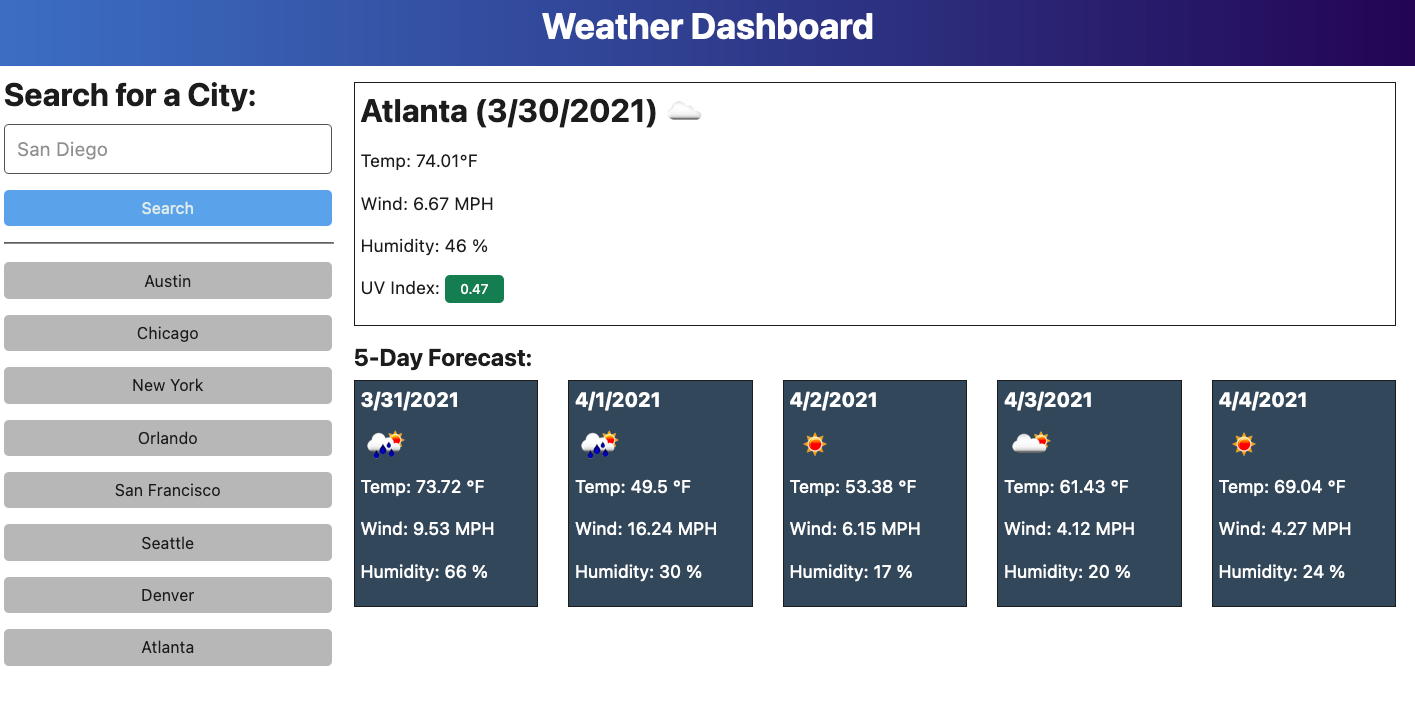 Weather Dashboard
Search for a City:
San Diego
Search
Austin
Chicago
New York
Orlando
San Francisco
Seattle
Denver
Atlanta
Atlanta (3/30/2021)
Temp: 74.01°F
Wind: 6.67 MPH
Humidity: 46 %
UV Index: 0.47
5-Day Forecast:
3/31/2021
Temp: 73.72 °F
Wind: 9.53 MPH
Humidity: 66 %
4/1/2021
Temp: 49.5 °F
Wind: 16.24 MPH
Humidity: 30 %
4/2/2021
Temp: 53.38 °F
Wind: 6.15 MPH
Humidity: 17 %
4/3/2021
Temp: 61.43 °F
Wind: 4.12 MPH
Humidity: 20 %
4/4/2021
Temp: 69.04 °F
Wind: 4.27 MPH
Humidity: 24 %